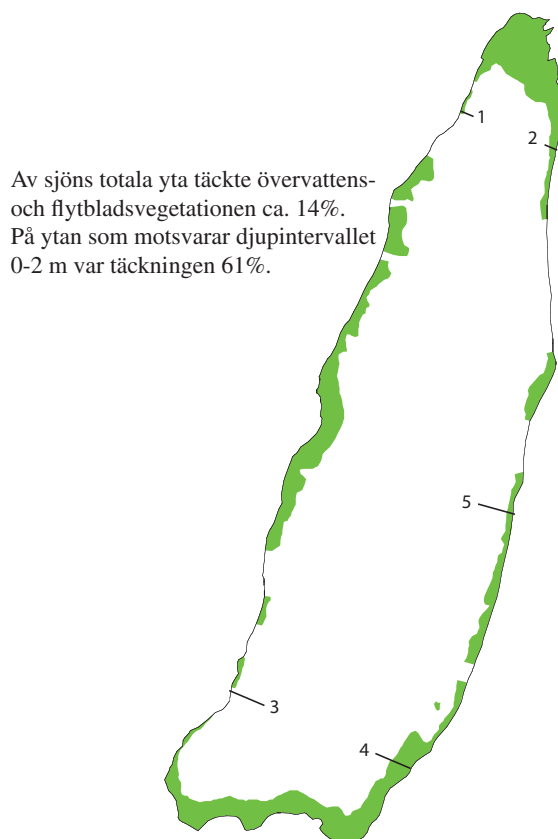 1
2
Av sjöns totala yta täckte övervattens-
och flytbladsvegetationen ca. 14%.
På ytan som motsvarar djupintervallet
0-2 m var täckningen 61%.
5
3
4